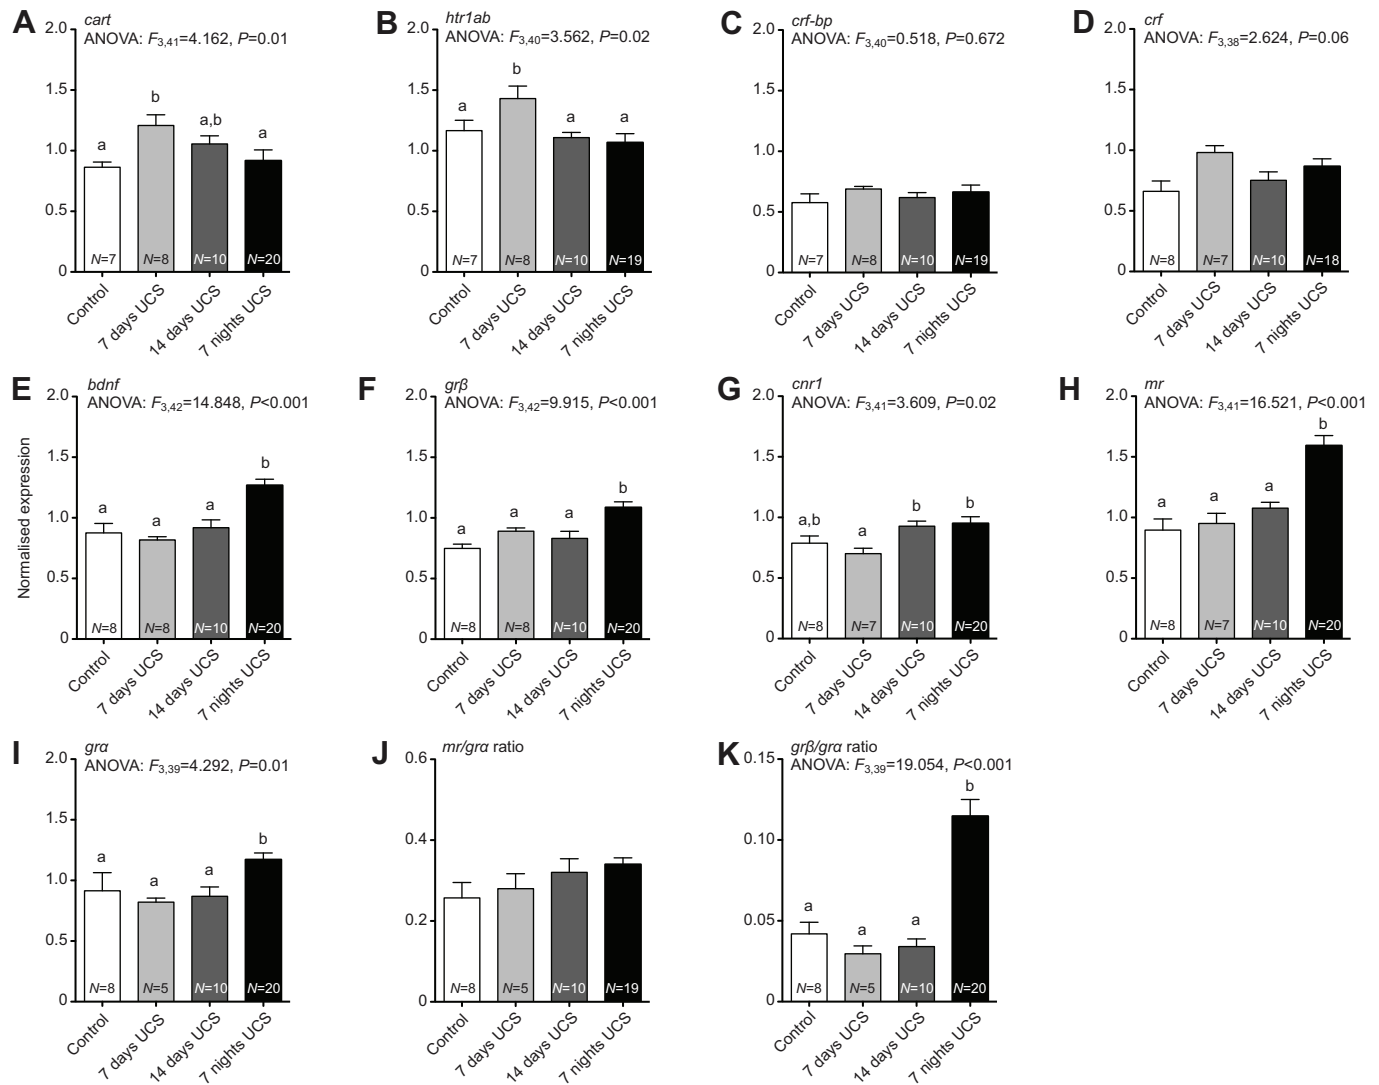 A
cart
ANOVA: F3,41=4.162, P=0.01
2.0
1.5
1.0
0.5
0
a
b
a,b
a
N=7
N=8
N=10
N=20
Control
7 days UCS
14 days UCS
7 nights UCS
B
htr1ab
ANOVA: F3,40=3.562, P=0.02
2.0
1.5
1.0
0.5
0
a
b
a
a
N=7
N=8
N=10
N=19
Control
7 days UCS
14 days UCS
7 nights UCS
C
crf-bp
ANOVA: F3,40=0.518, P=0.672
2.0
1.5
1.0
0.5
0
N=7
N=8
N=10
N=19
Control
7 days UCS
14 days UCS
7 nights UCS
D
crf
ANOVA: F3,38=2.624, P=0.06
2.0
1.5
1.0
0.5
0
N=8
N=7
N=10
N=18
Control
7 days UCS
14 days UCS
7 nights UCS
Normalised expression
E
bdnf
ANOVA: F3,42=14.848, P<0.001
2.0
1.5
1.0
0.5
0
a
a
a
b
N=8
N=8
N=10
N=20
Control
7 days UCS
14 days UCS
7 nights UCS
F
grβ
ANOVA: F3,42=9.915, P<0.001
2.0
1.5
1.0
0.5
0
a
a
a
b
N=8
N=8
N=10
N=20
Control
7 days UCS
14 days UCS
7 nights UCS
G
cnr1
ANOVA: F3,41=3.609, P=0.02
2.0
1.5
1.0
0.5
0
a,b
a
b
b
N=8
N=7
N=10
N=20
Control
7 days UCS
14 days UCS
7 nights UCS
H
mr
ANOVA: F3,41=16.521, P<0.001
2.0
1.5
1.0
0.5
0
a
a
a
b
N=8
N=7
N=10
N=20
Control
7 days UCS
14 days UCS
7 nights UCS
I
grα
ANOVA: F3,39=4.292, P=0.01
2.0
1.5
1.0
0.5
0
a
a
a
b
N=8
N=5
N=10
N=20
Control
7 days UCS
14 days UCS
7 nights UCS
J
mr/grα ratio
0.6
0.4
0.2
0
N=8
N=5
N=10
N=19
Control
7 days UCS
14 days UCS
7 nights UCS
K
grβ/grα ratio
ANOVA: F3,39=19.054, P<0.001
0.15
0.10
0.05
0
a
a
a
b
N=8
N=5
N=10
N=20
Control
7 days UCS
14 days UCS
7 nights UCS